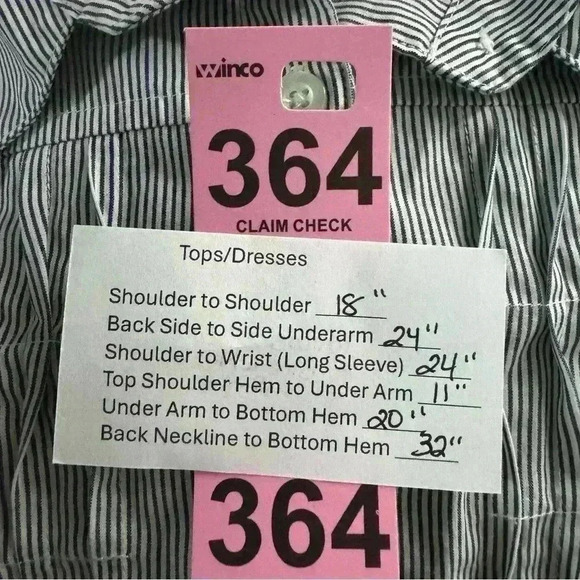 Winco
364
CLAIM CHECK
Tops/Dresses
Shoulder to Shoulder 18"
Back Side to Side Underarm 24"
Shoulder to Wrist (Long Sleeve) 24"
Top Shoulder Hem to Under Arm 11"
Under Arm to Bottom Hem 20"
Back Neckline to Bottom Hem 32"
364